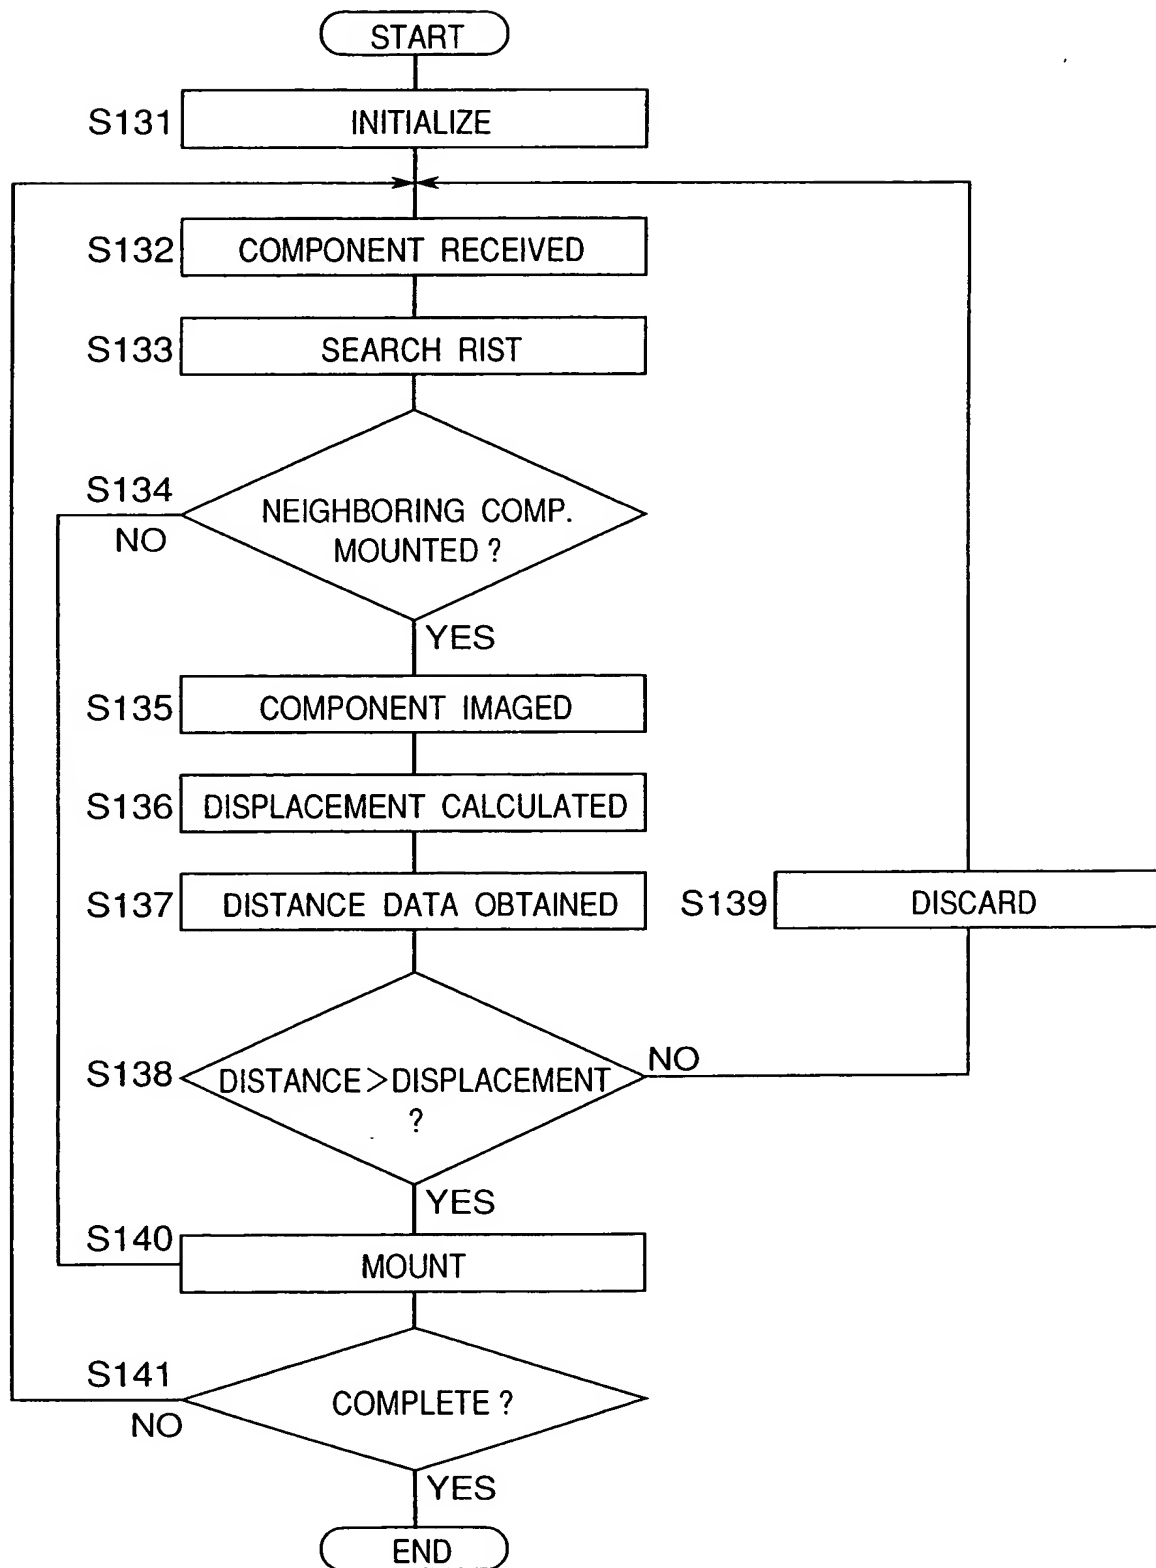 START
S131 INITIALIZE
S132 COMPONENT RECEIVED
S133 SEARCH RIST
S134
NO
NEIGHBORING COMP.
MOUNTED ?
YES
S135 COMPONENT IMAGED
S136 DISPLACEMENT CALCULATED
S137 DISTANCE DATA OBTAINED
S139 DISCARD
S138 DISTANCE>DISPLACEMENT
?
NO
YES
S140 MOUNT
S141
NO
COMPLETE ?
YES
END